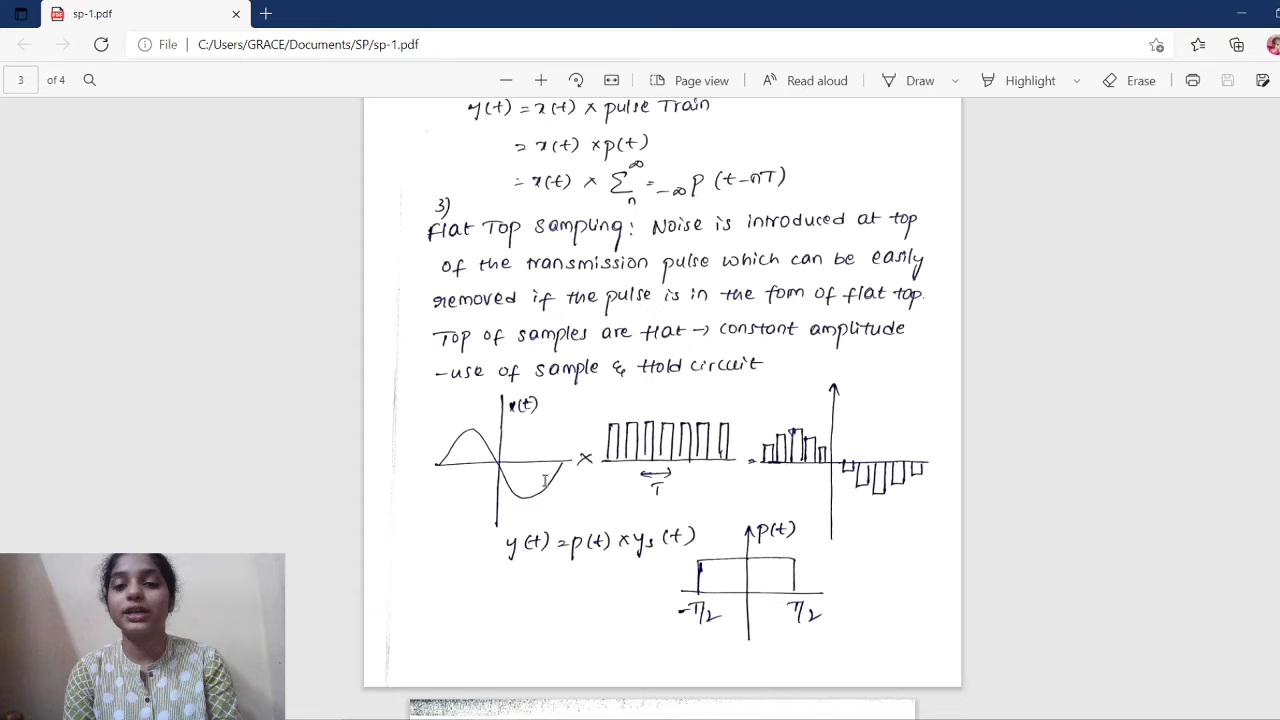 sp-1.pdf
File C:/Users/GRACE/Documents/SP/sp-1.pdf
3 of 4 Page view Read aloud Draw Highlight Erase
y(t) = x(t) × pulse Train
= x(t) × p(t)
= x(t) × ∑ n = -∞ ∞ p (t-nT)
3)
Flat Top sampling: Noise is introduced at top
of the transmission pulse which can be easily
removed if the pulse is in the fom of flat top.
Top of samples are flat → constant amplitude
- use of sample & Hold circuit
x(t)
× =
T
y(t) = p(t) × ys(t)
p(t)
-T/2 T/2